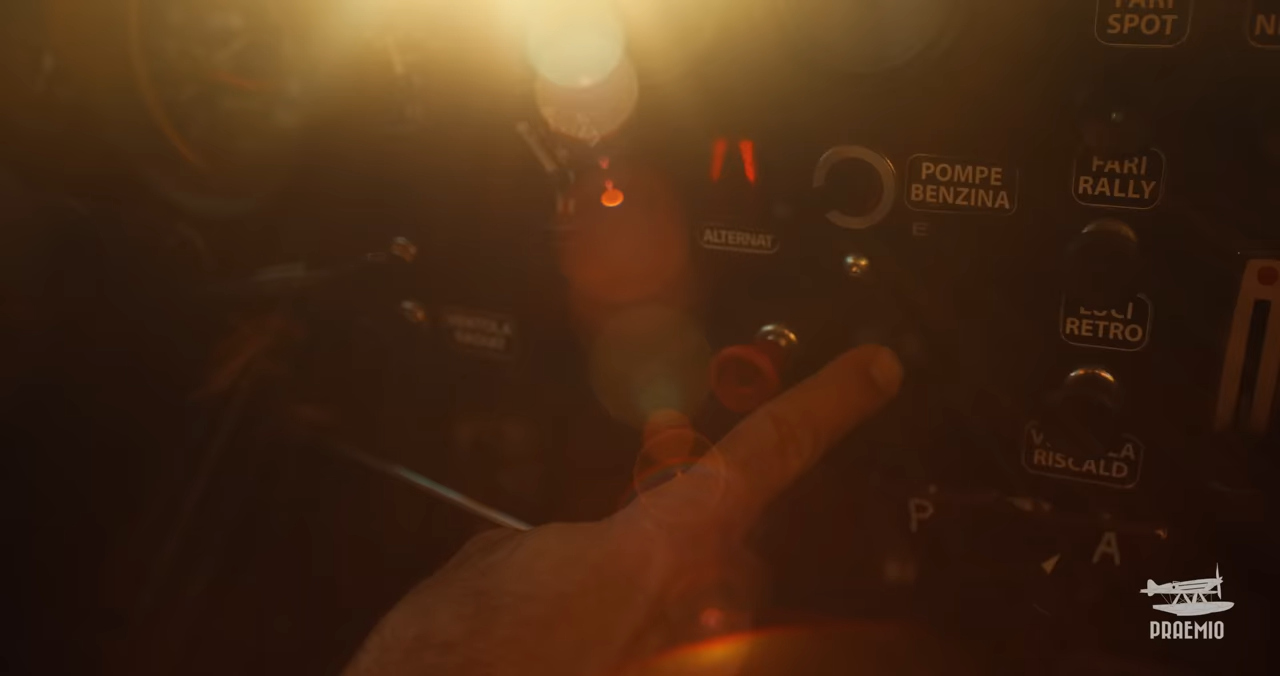 FARI
SPOT
POMPE
BENZINA
FARI
RALLY
ALTERNAT
E
LUCI
RETRO
RISCALD
P
A
PRAEMIO